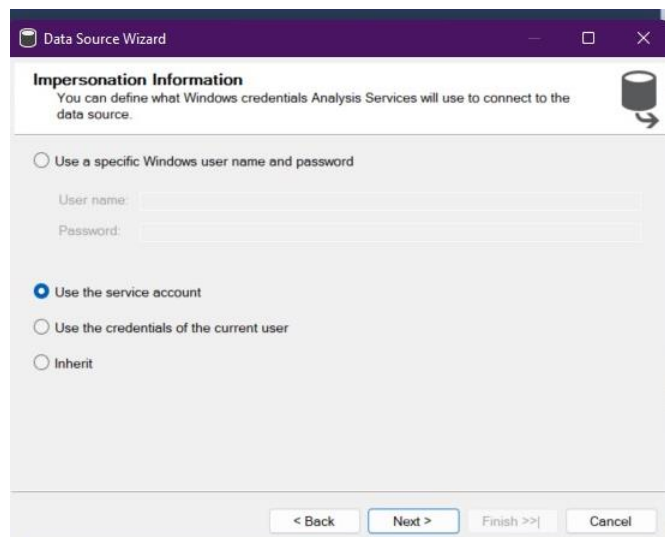 Data Source Wizard
Impersonation Information
You can define what Windows credentials Analysis Services will use to connect to the
data source.
Use a specific Windows user name and password
User name:
Password:
Use the service account
Use the credentials of the current user
Inherit
< Back Next > Finish >>| Cancel